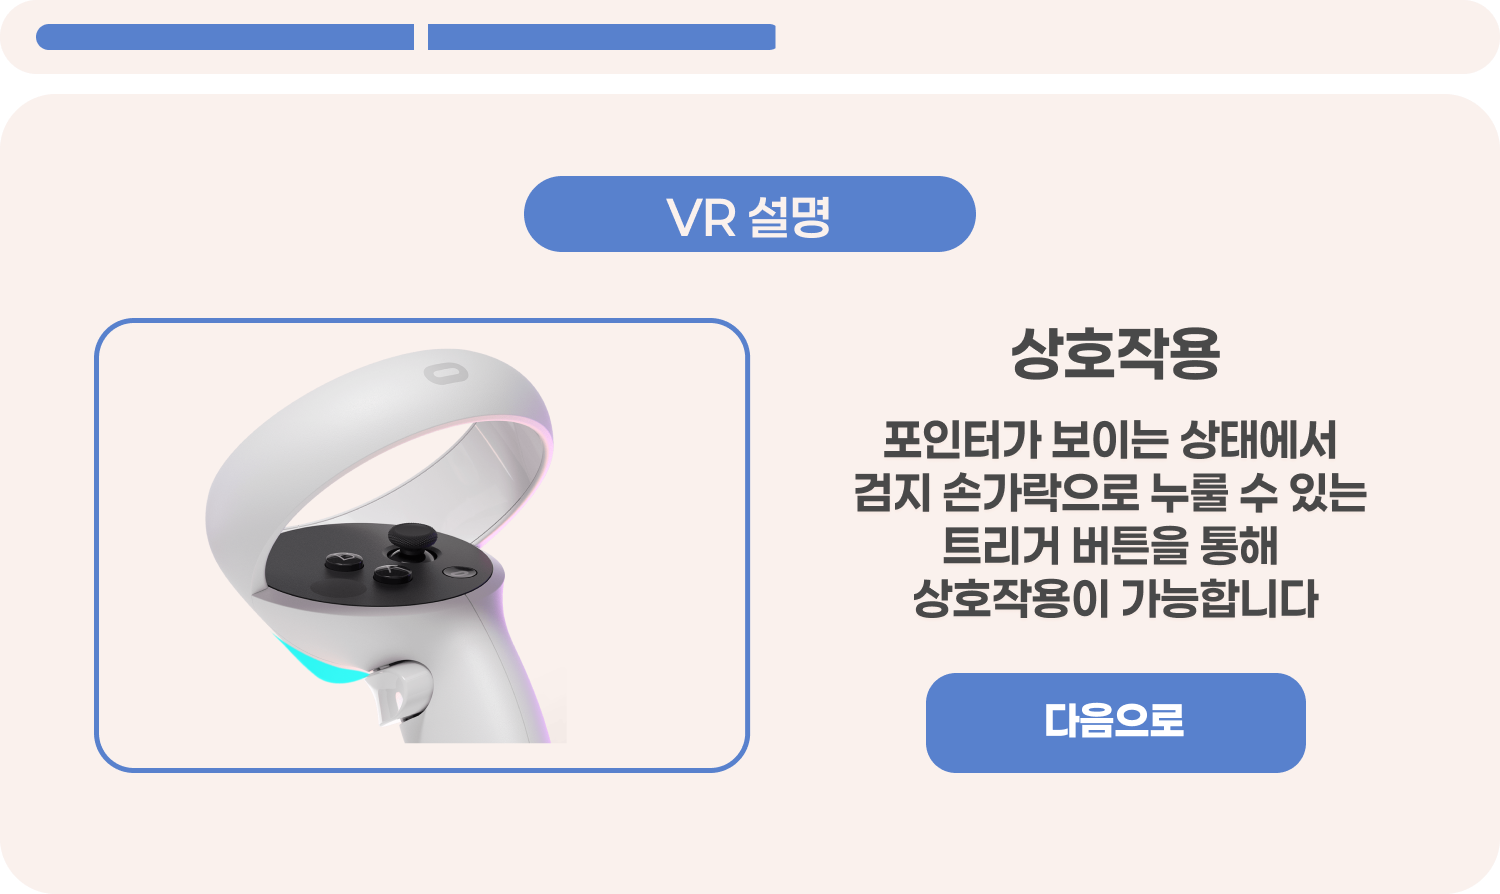 VR 설명
상호작용
포인터가 보이는 상태에서
검지 손가락으로 누룰 수 있는
트리거 버튼을 통해
상호작용이 가능합니다
다음으로